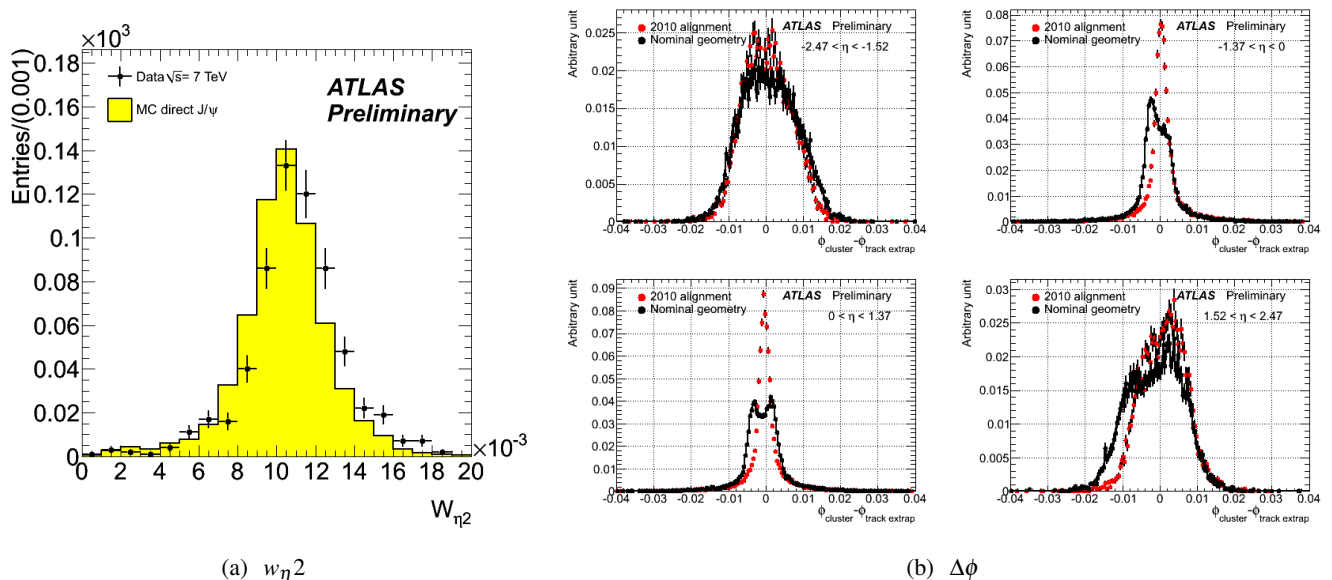 ×10³
Entries/(0.001)
0.18
0.16
0.14
0.12
0.1
0.08
0.06
0.04
0.02
0
Data √s= 7 TeV
MC direct J/ψ
ATLAS
Preliminary
0 2 4 6 8 10 12 14 16 18 20
×10⁻³
W_η2
(a) w_η2
Arbitrary unit
0.025
0.02
0.015
0.01
0.005
0
2010 alignment
Nominal geometry
ATLAS Preliminary
-2.47 < η < -1.52
-0.04 -0.03 -0.02 -0.01 0 0.01 0.02 0.03 0.04
ϕcluster-ϕtrack extrap
Arbitrary unit
0.08
0.07
0.06
0.05
0.04
0.03
0.02
0.01
0
2010 alignment
Nominal geometry
ATLAS Preliminary
-1.37 < η < 0
-0.04 -0.03 -0.02 -0.01 0 0.01 0.02 0.03 0.04
ϕcluster-ϕtrack extrap
Arbitrary unit
0.09
0.08
0.07
0.06
0.05
0.04
0.03
0.02
0.01
0
2010 alignment
Nominal geometry
ATLAS Preliminary
0 < η < 1.37
-0.04 -0.03 -0.02 -0.01 0 0.01 0.02 0.03 0.04
ϕcluster-ϕtrack extrap
Arbitrary unit
0.03
0.025
0.02
0.015
0.01
0.005
0
2010 alignment
Nominal geometry
ATLAS Preliminary
1.52 < η < 2.47
-0.04 -0.03 -0.02 -0.01 0 0.01 0.02 0.03 0.04
ϕcluster-ϕtrack extrap
(b) Δϕ